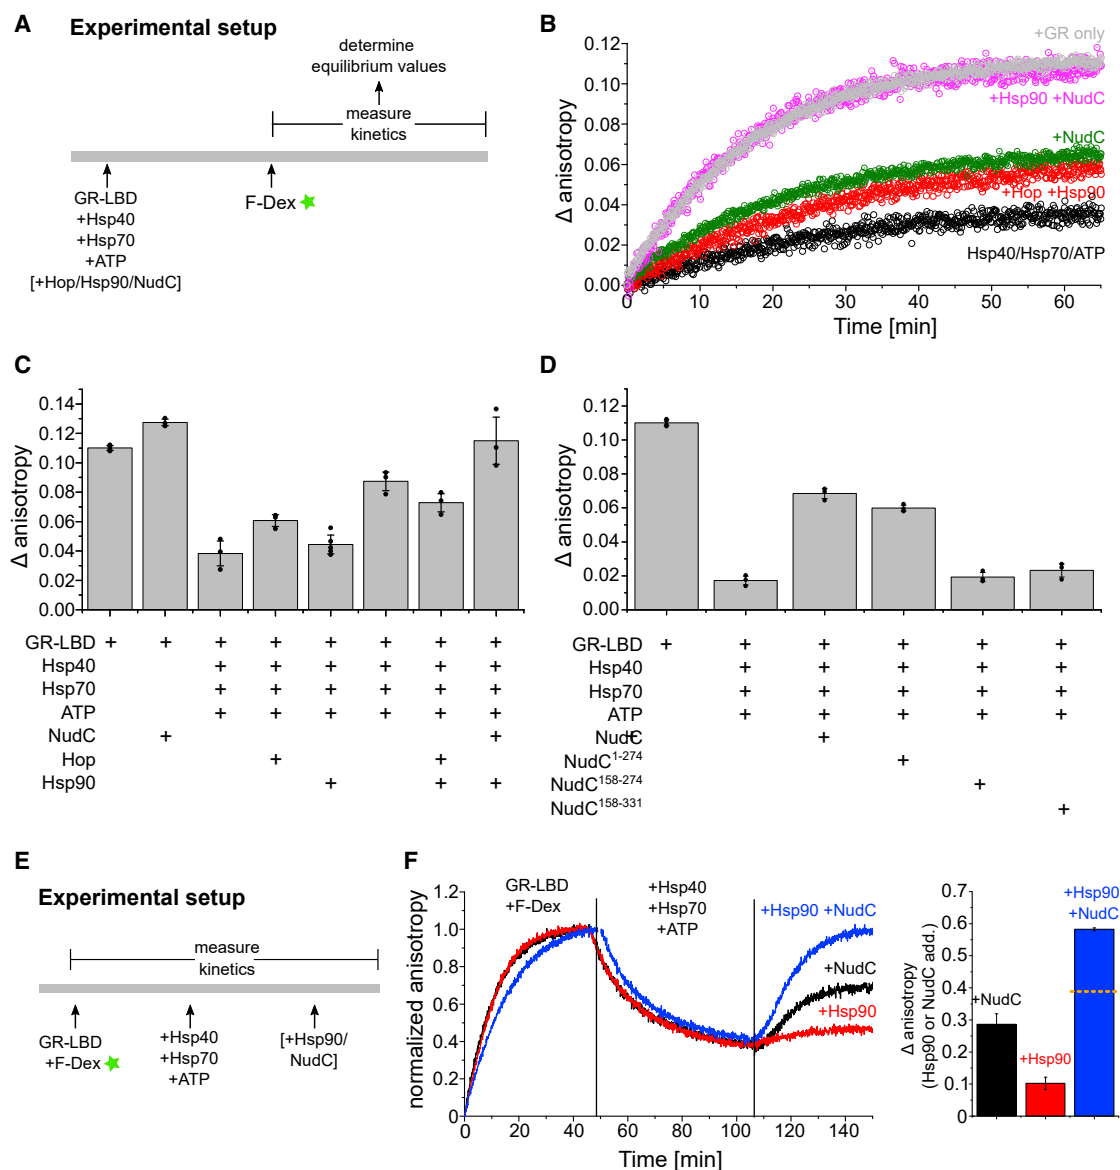 A
Experimental setup
determine
equilibrium values
measure
kinetics
GR-LBD
+Hsp40
+Hsp70
+ATP
[+Hop/Hsp90/NudC]
F-Dex
B
Δ anisotropy
0.12
0.10
0.08
0.06
0.04
0.02
0.00
+GR only
+Hsp90 +NudC
+NudC
+Hop +Hsp90
Hsp40/Hsp70/ATP
0 10 20 30 40 50 60
Time [min]
C
Δ anisotropy
0.14
0.12
0.10
0.08
0.06
0.04
0.02
0.00
GR-LBD + + + + + + + +
Hsp40 + + + + + +
Hsp70 + + + + + +
ATP + + + + + +
NudC + +
Hop + +
Hsp90 + + +
D
Δ anisotropy
0.12
0.10
0.08
0.06
0.04
0.02
0.00
GR-LBD + + + + + +
Hsp40 + + + + +
Hsp70 + + + + +
ATP + + + + +
NudC + +
NudC1-274 +
NudC158-274 +
NudC158-331 +
E
Experimental setup
measure
kinetics
GR-LBD
+F-Dex
+Hsp40
+Hsp70
+ATP
[+Hsp90/
NudC]
F
normalized anisotropy
1.2
1.0
0.8
0.6
0.4
0.2
0
GR-LBD
+F-Dex
+Hsp40
+Hsp70
+ATP
+Hsp90 +NudC
+NudC
+Hsp90
0 20 40 60 80 100 120 140
Time [min]
Δ anisotropy
(Hsp90 or NudC add.)
0.7
0.6
0.5
0.4
0.3
0.2
0.1
0
+NudC
+Hsp90
+Hsp90
+NudC